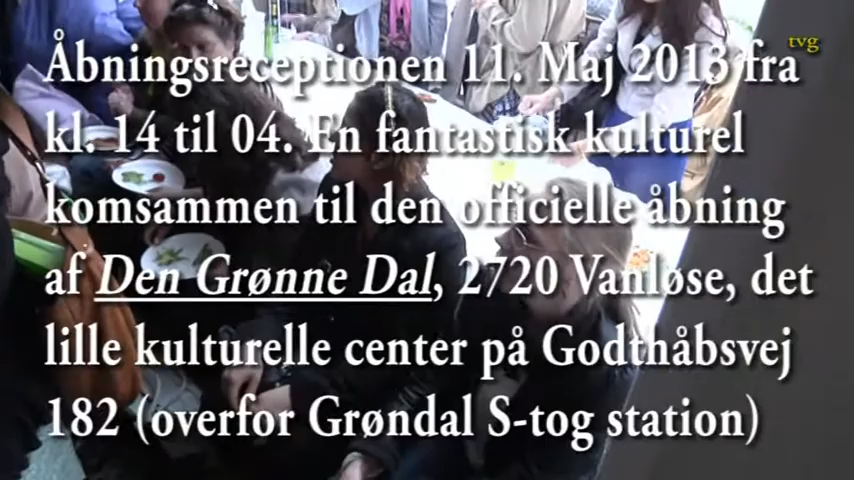 tvg
Åbningsreceptionen 11. Maj 2013 fra
kl. 14 til 04. En fantastisk kulturel
komsammen til den officielle åbning
af Den Grønne Dal, 2720 Vanløse, det
lille kulturelle center på Godthåbsvej
182 (overfor Grøndal S-tog station)